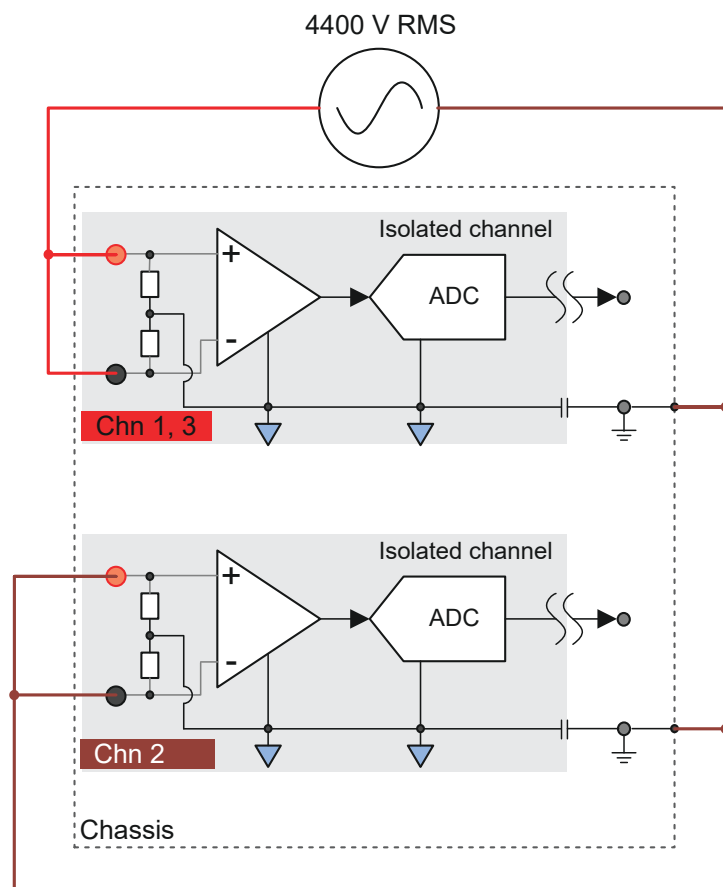 4400 V RMS
Isolated channel
+
ADC
-
Chn 1, 3
Isolated channel
+
ADC
-
Chn 2
Chassis